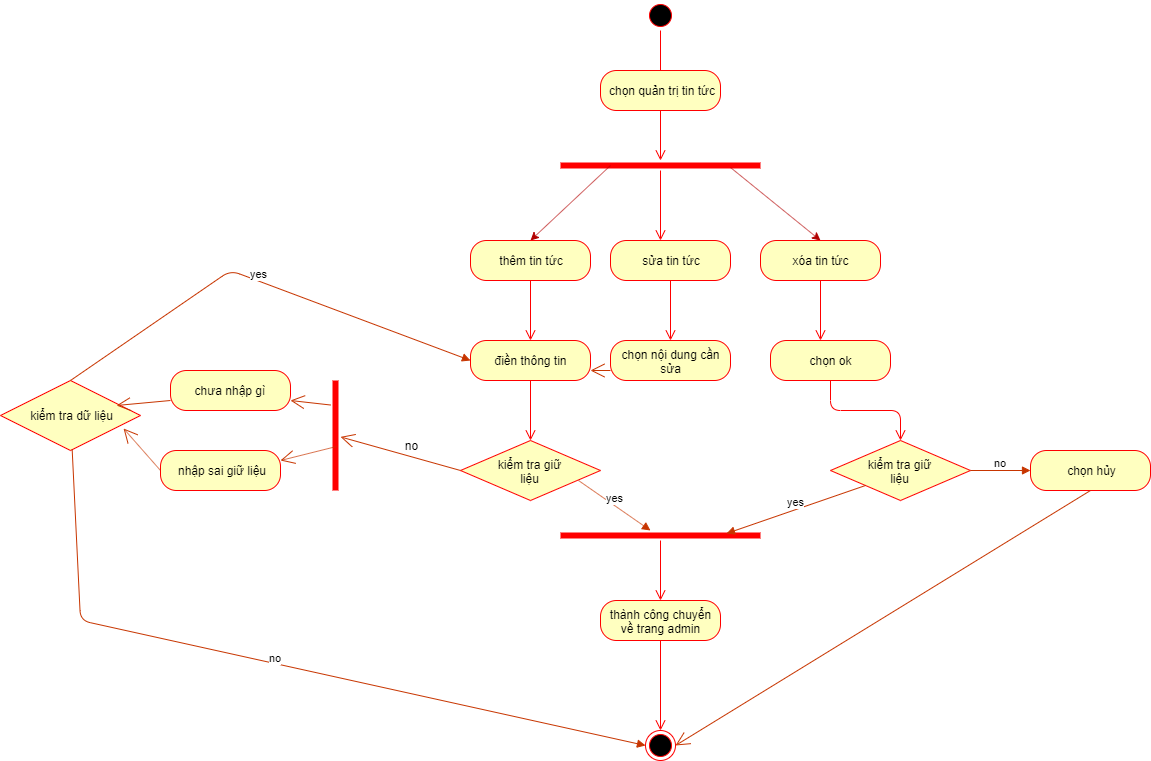 chọn quản trị tin tức
thêm tin tức
sửa tin tức
xóa tin tức
yes
điền thông tin
chọn nội dung cần
sửa
chọn ok
chưa nhập gì
kiểm tra dữ liệu
no
nhập sai giữ liệu
kiểm tra giữ
liệu
kiểm tra giữ
liệu
no
chọn hủy
yes
yes
thành công chuyển
về trang admin
no